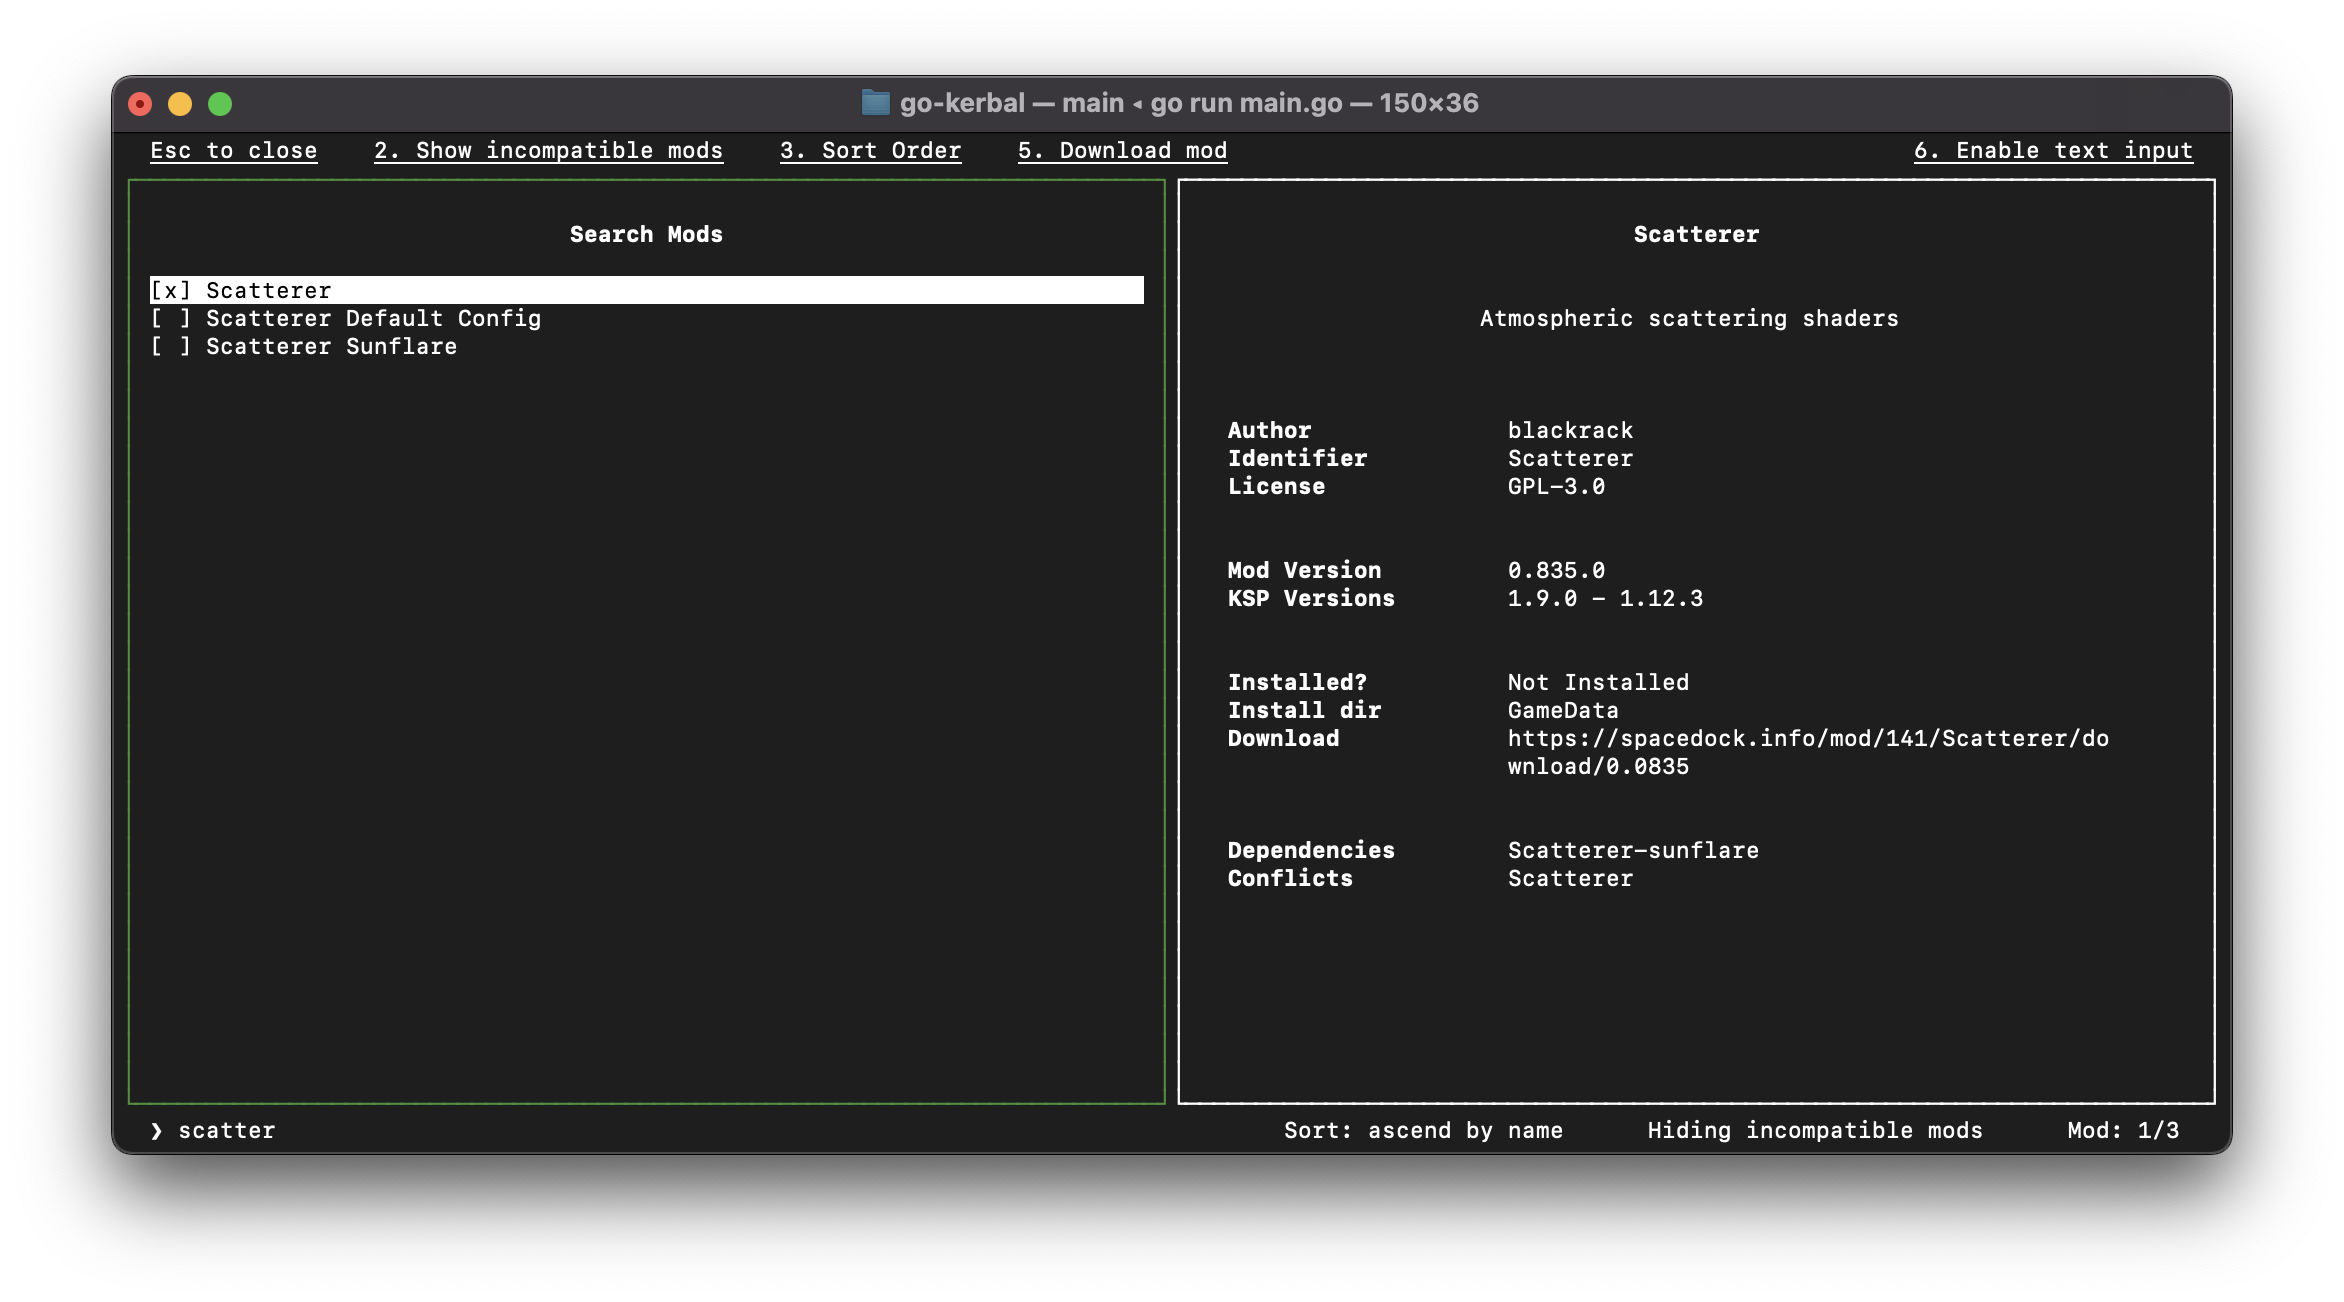 go-kerbal — main ◂ go run main.go — 150×36
Esc to close    2. Show incompatible mods    3. Sort Order    5. Download mod    6. Enable text input
Search Mods
[x] Scatterer
[ ] Scatterer Default Config
[ ] Scatterer Sunflare
Scatterer
Atmospheric scattering shaders
Author    blackrack
Identifier    Scatterer
License    GPL-3.0
Mod Version    0.835.0
KSP Versions    1.9.0 - 1.12.3
Installed?    Not Installed
Install dir    GameData
Download    https://spacedock.info/mod/141/Scatterer/do
wnload/0.0835
Dependencies    Scatterer-sunflare
Conflicts    Scatterer
❯ scatter    Sort: ascend by name    Hiding incompatible mods    Mod: 1/3